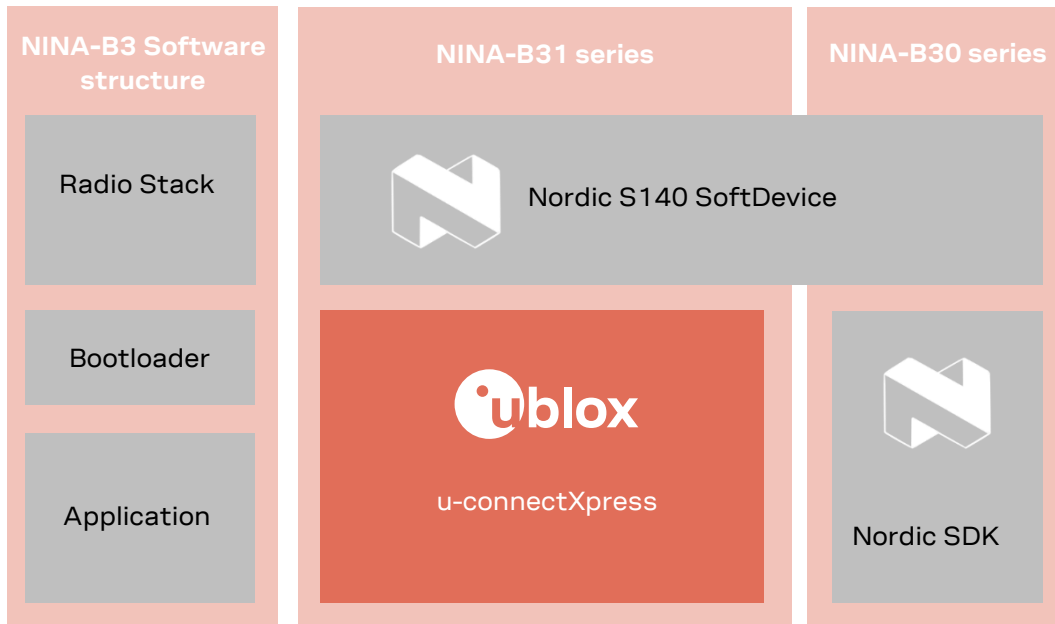 NINA-B3 Software
structure
NINA-B31 series
NINA-B30 series
Radio Stack
Nordic S140 SoftDevice
Bootloader
ublox
u-connectXpress
Application
Nordic SDK